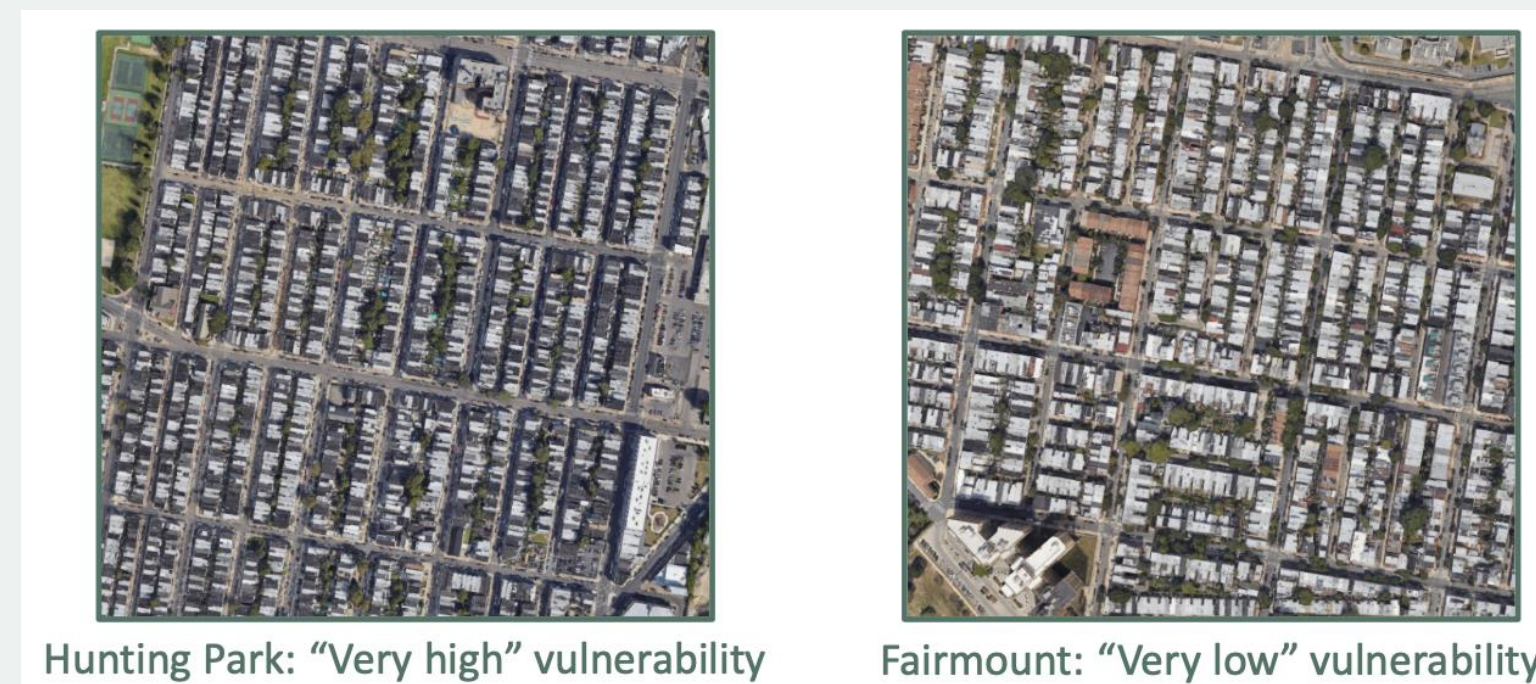 Hunting Park: “Very high” vulnerability
Fairmount: “Very low” vulnerability